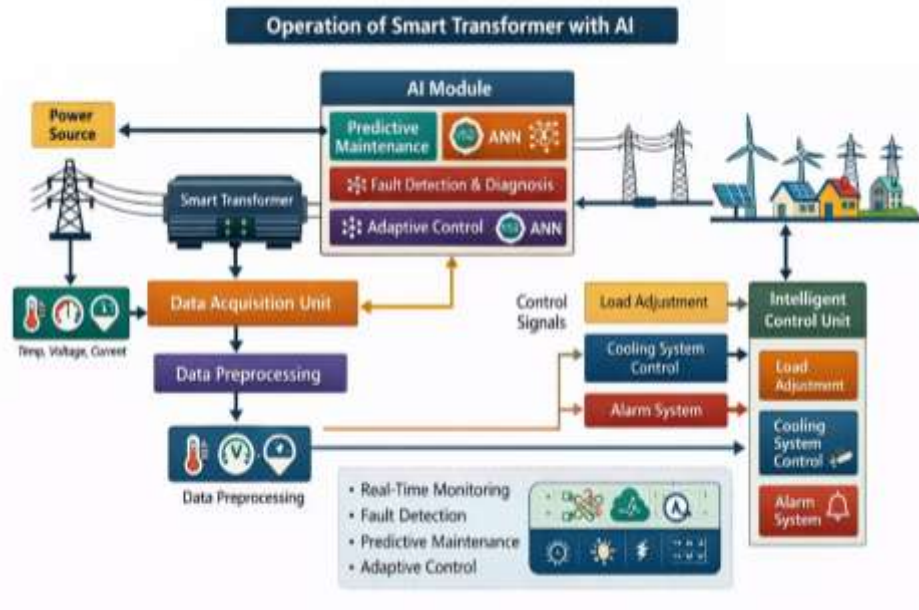 Operation of Smart Transformer with AI
AI Module
Power
Source
Predictive
Maintenance
ANN
Fault Detection & Diagnosis
Smart Transformer
Adaptive Control
ANN
Data Acquisition Unit
Temp, Voltage, Current
Data Preprocessing
Data Preprocessing
Control
Signals
Load Adjustment
Cooling System
Control
Alarm System
Intelligent
Control Unit
Load
Adjustment
Cooling
System
Control
Alarm
System
• Real-Time Monitoring
• Fault Detection
• Predictive Maintenance
• Adaptive Control
V
A